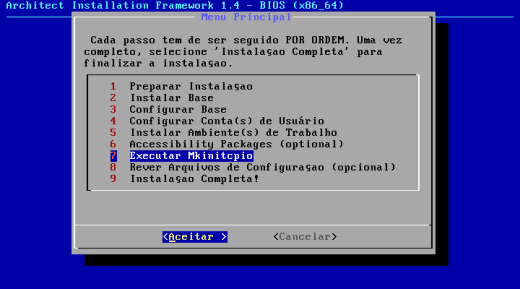 Architect Installation Framework 1.4 - BIOS (x86_64)
Menu Principal
Cada passo tem de ser seguido POR ORDEM. Uma vez
completo, selecione 'Instalaşao Completa' para
finalizar a instalaşao.
1 Preparar Instalaşao
2 Instalar Base
3 Configurar Base
4 Configurar Conta(s) de Usuário
5 Instalar Ambiente(s) de Trabalho
6 Accessibility Packages (optional)
7 Executar Mkinitcpio
8 Rever Arquivos de Configuraşao (opcional)
9 Instalaşao Completa!
<Aceitar > <Cancelar>